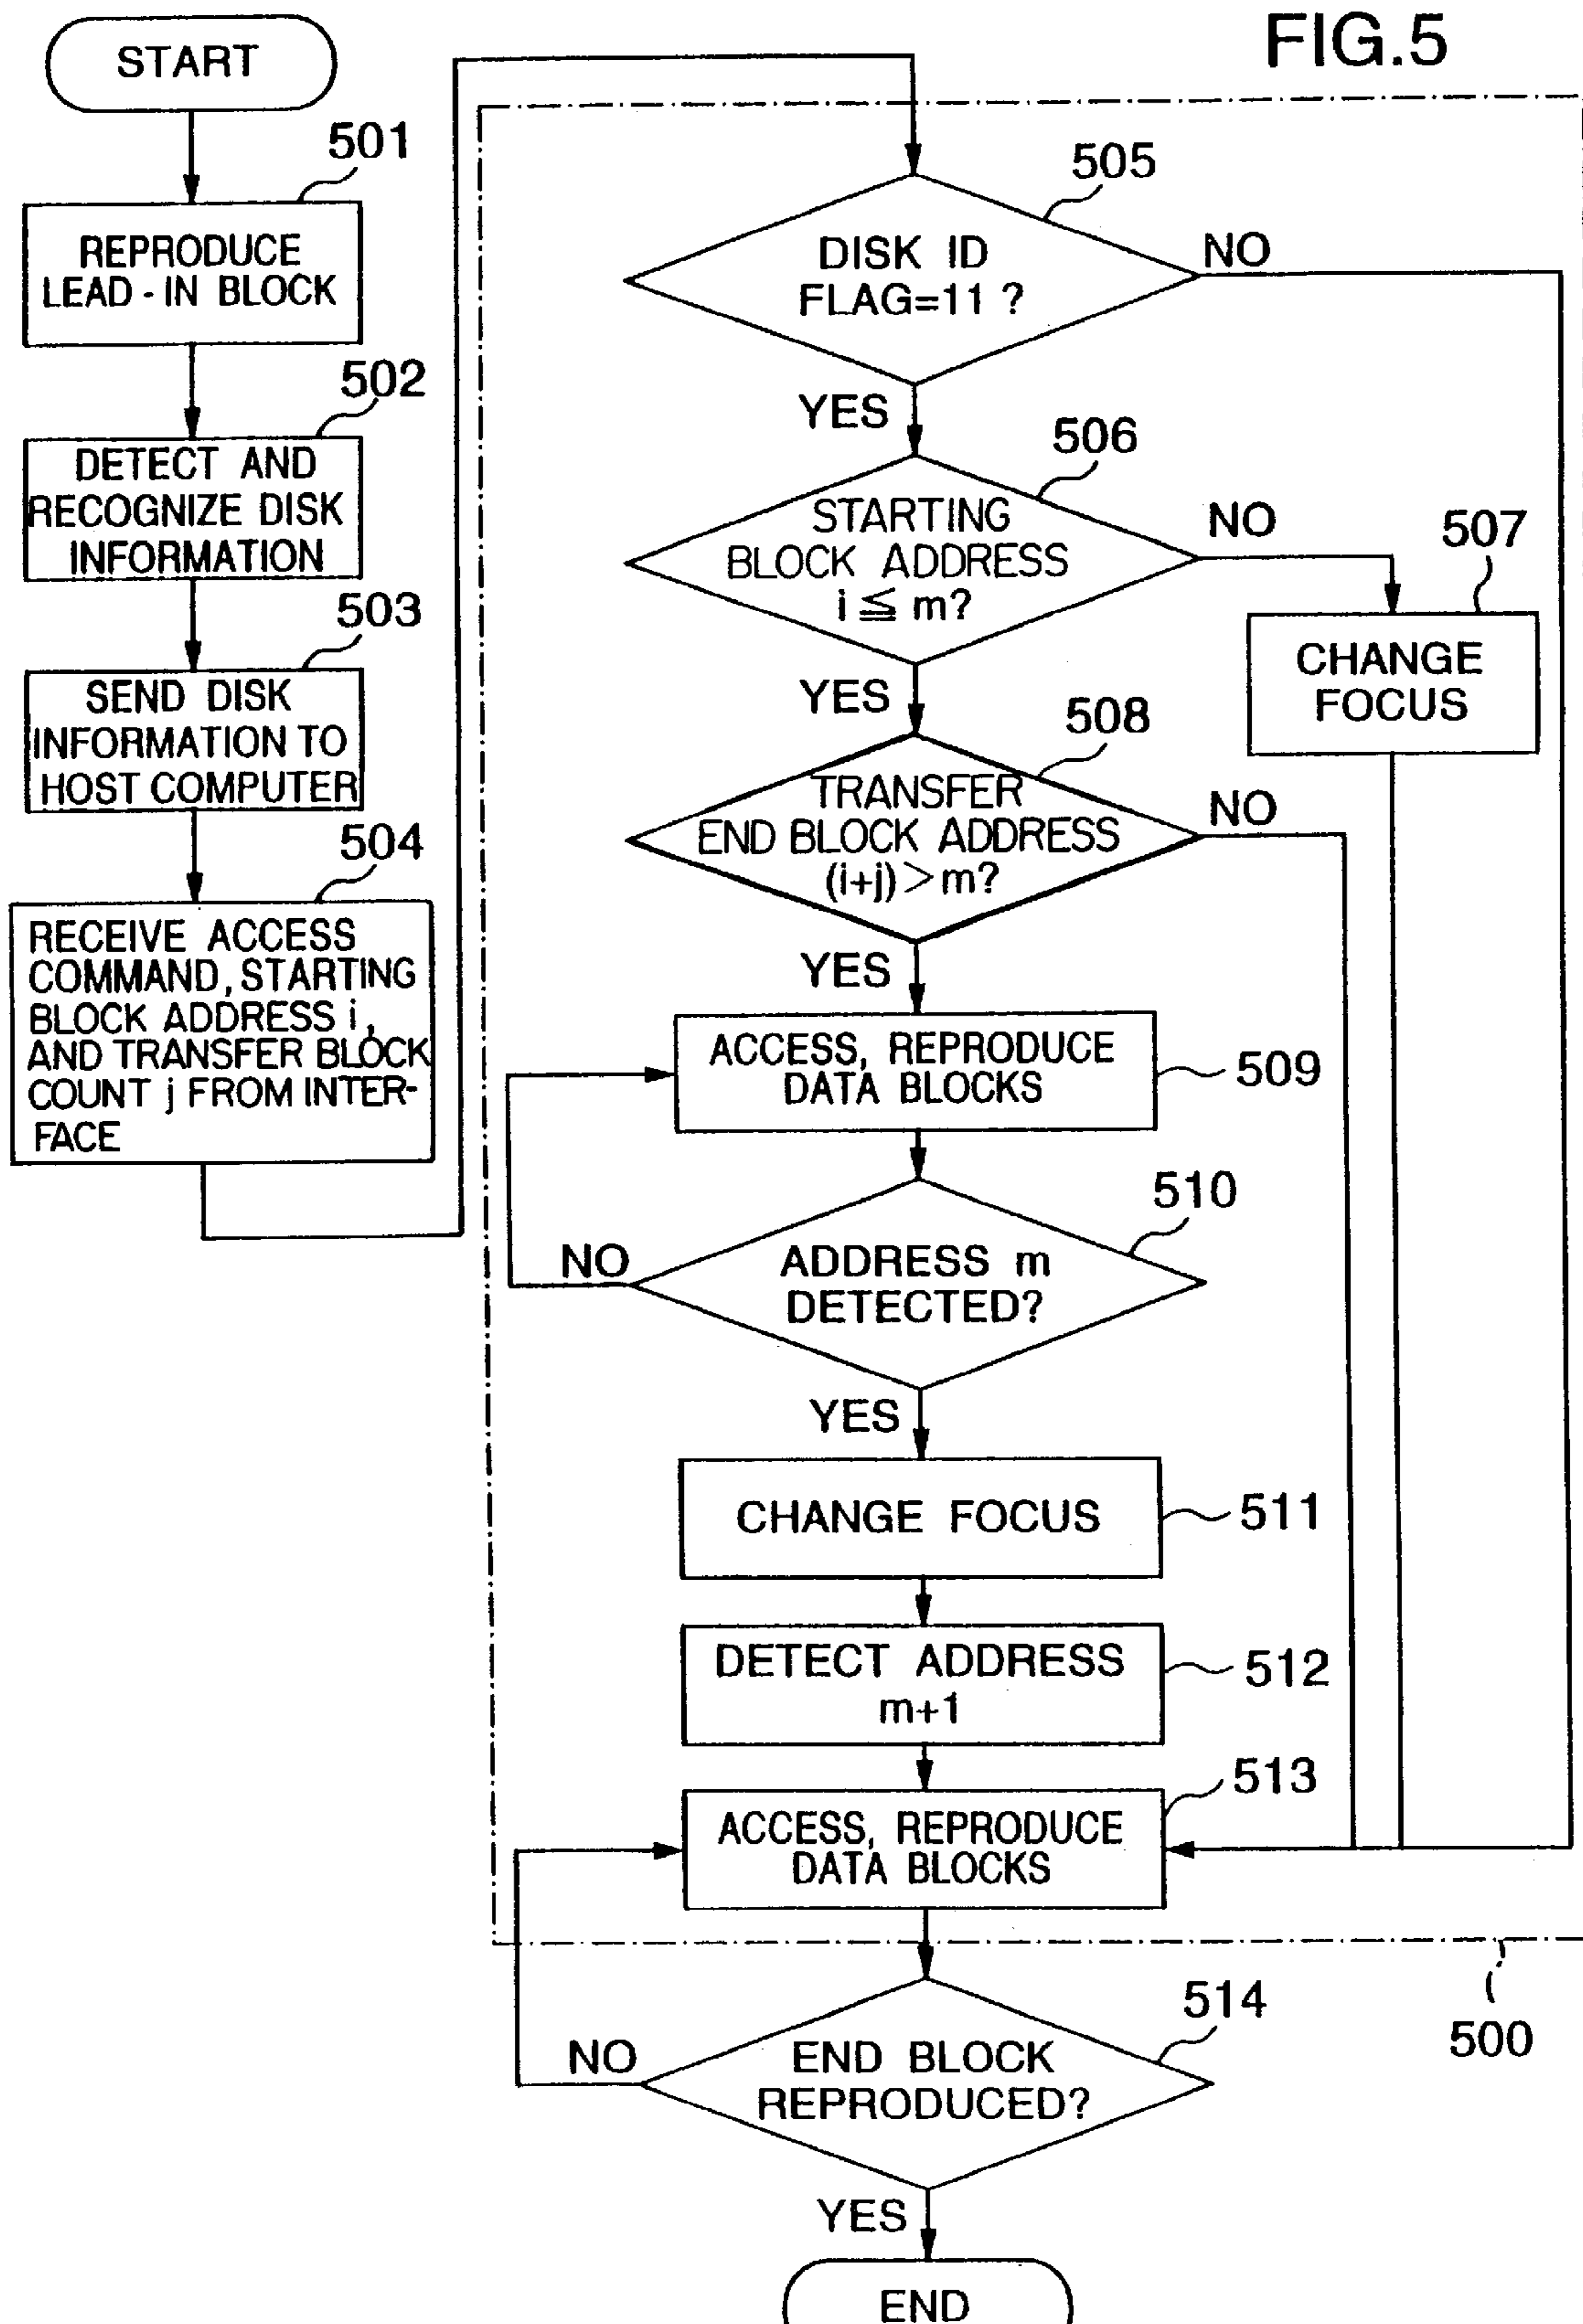 FIG.5
START
501
REPRODUCE
LEAD-IN BLOCK
502
DETECT AND
RECOGNIZE DISK
INFORMATION
503
SEND DISK
INFORMATION TO
HOST COMPUTER
504
RECEIVE ACCESS
COMMAND, STARTING
BLOCK ADDRESS i,
AND TRANSFER BLOCK
COUNT j FROM INTER-
FACE
505
DISK ID
FLAG=11 ?
NO
YES
506
STARTING
BLOCK ADDRESS
i ≦ m?
NO
507
CHANGE
FOCUS
YES
508
TRANSFER
END BLOCK ADDRESS
(i+j) > m?
NO
YES
ACCESS, REPRODUCE
DATA BLOCKS
509
510
ADDRESS m
DETECTED?
NO
YES
CHANGE FOCUS
511
DETECT ADDRESS
m+1
512
513
ACCESS, REPRODUCE
DATA BLOCKS
500
514
END BLOCK
REPRODUCED?
NO
YES
END